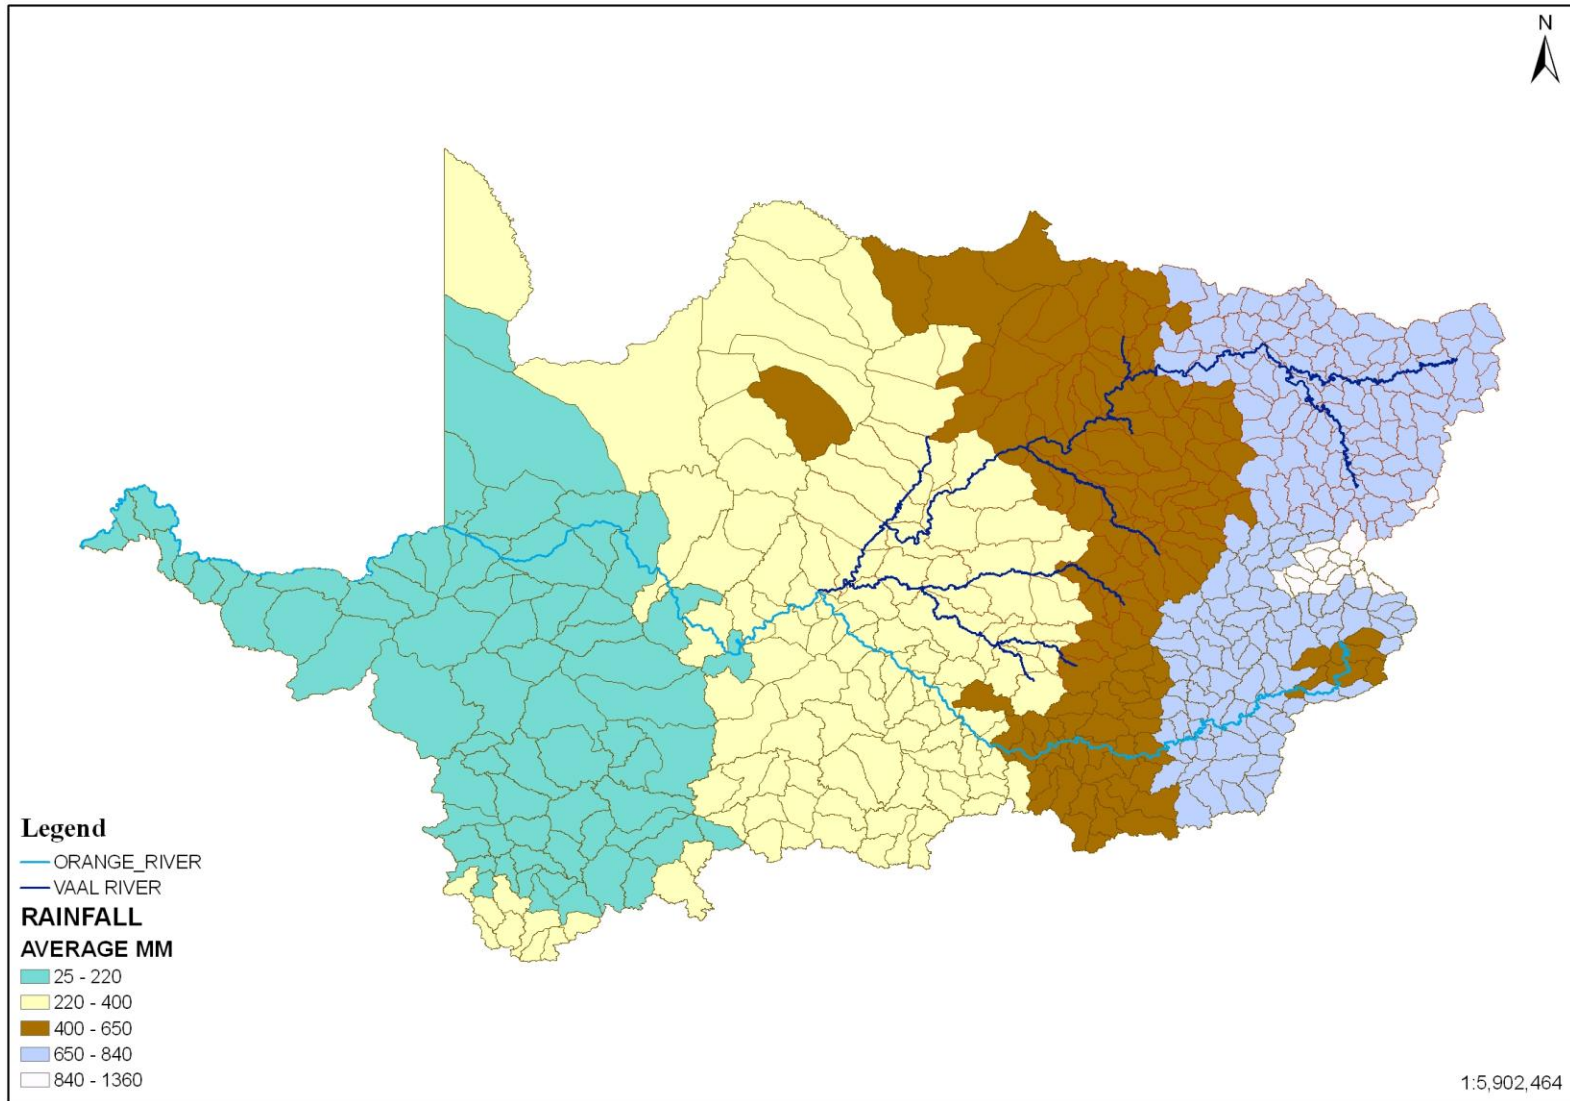 N
Legend
ORANGE_RIVER
VAAL RIVER
RAINFALL
AVERAGE MM
25 - 220
220 - 400
400 - 650
650 - 840
840 - 1360
1:5,902,464